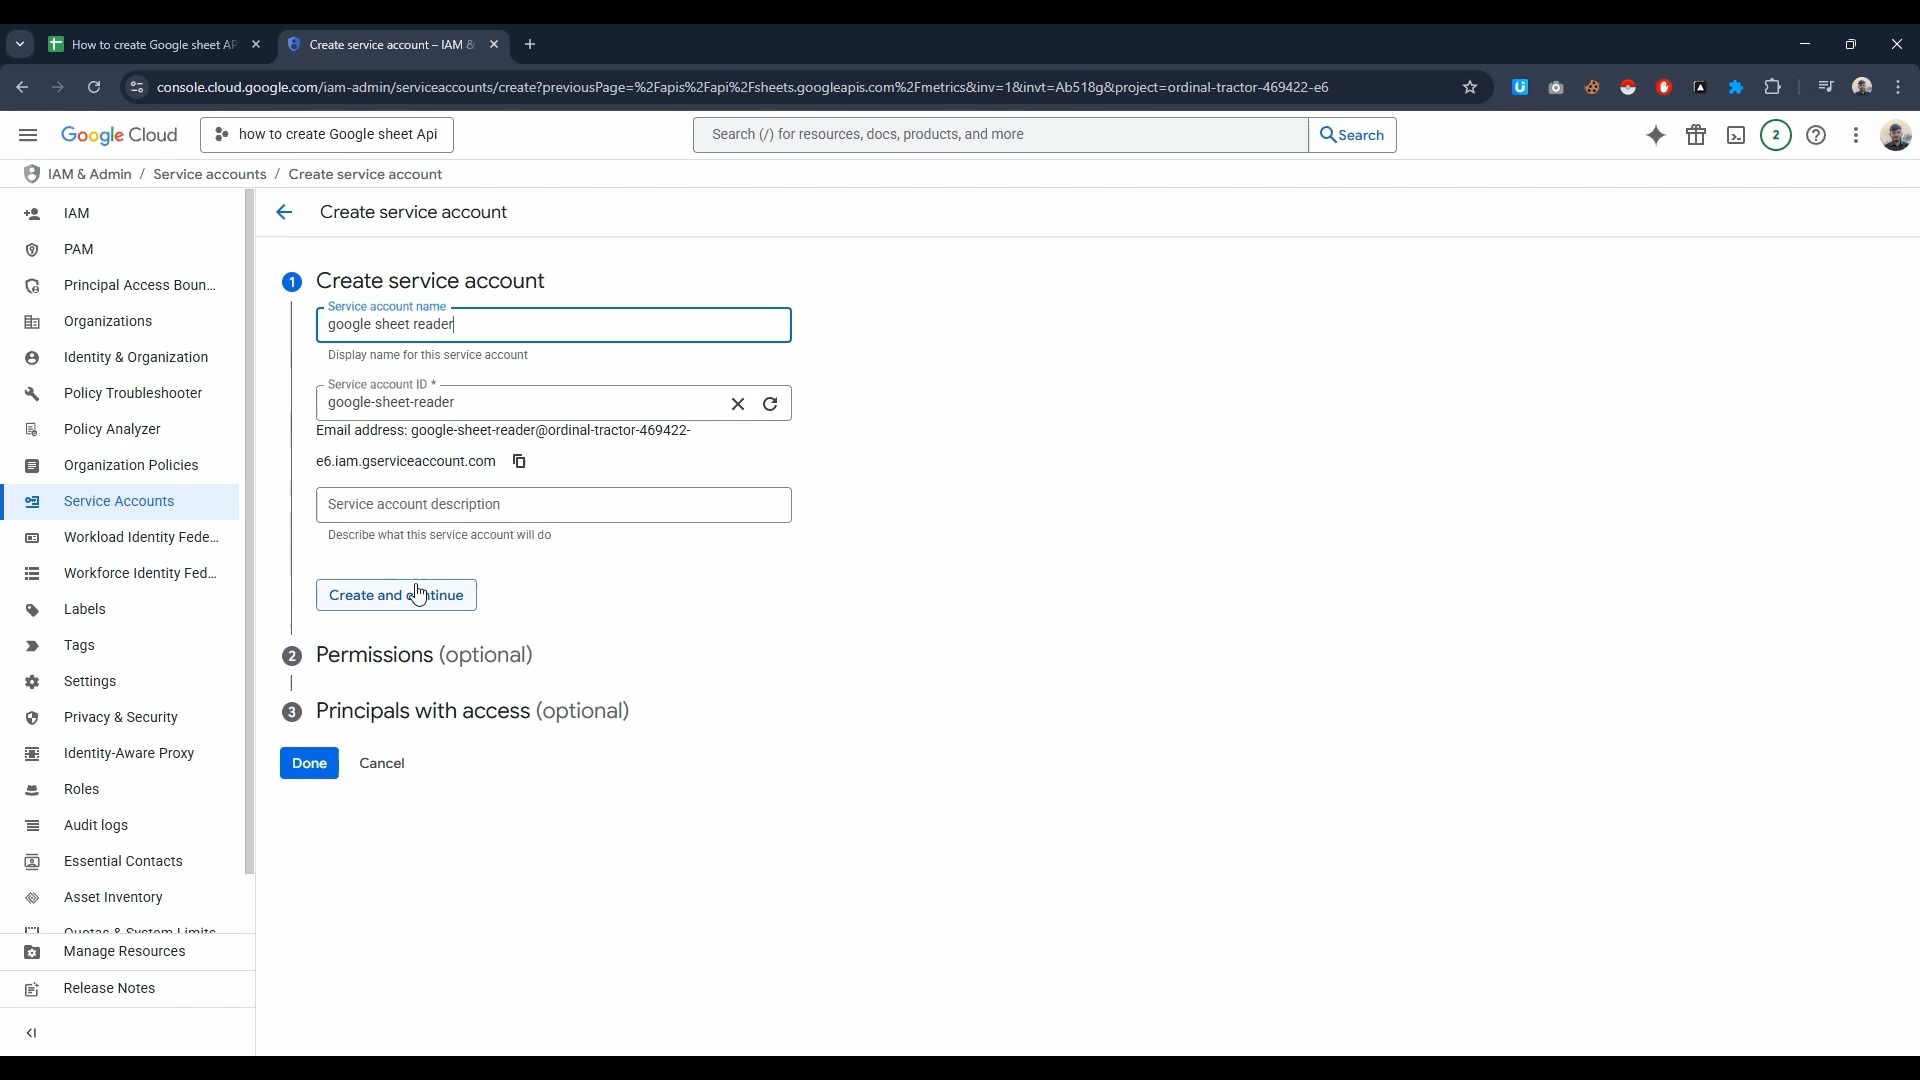 How to create Google sheet AP
Create service account – IAM &
console.cloud.google.com/iam-admin/serviceaccounts/create?previousPage=%2Fapis%2Fapi%2Fsheets.googleapis.com%2Fmetrics&inv=1&invt=Ab518g&project=ordinal-tractor-469422-e6
Google Cloud
how to create Google sheet Api
Search (/) for resources, docs, products, and more
Search
2
IAM & Admin / Service accounts / Create service account
IAM
PAM
Principal Access Boun...
Organizations
Identity & Organization
Policy Troubleshooter
Policy Analyzer
Organization Policies
Service Accounts
Workload Identity Fede...
Workforce Identity Fed...
Labels
Tags
Settings
Privacy & Security
Identity-Aware Proxy
Roles
Audit logs
Essential Contacts
Asset Inventory
Quotas & System Limits
Manage Resources
Release Notes
Create service account
1 Create service account
Service account name
google sheet reader
Display name for this service account
Service account ID *
google-sheet-reader
Email address: google-sheet-reader@ordinal-tractor-469422-
e6.iam.gserviceaccount.com
Service account description
Describe what this service account will do
Create and continue
2 Permissions (optional)
3 Principals with access (optional)
Done
Cancel